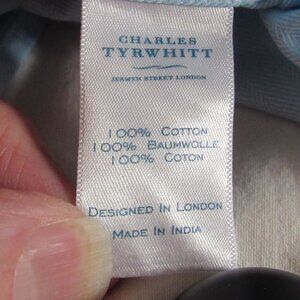 CHARLES
TYRWHITT
JERMYN STREET LONDON
100% COTTON
100% BAUMWOLLE
100% COTON
DESIGNED IN LONDON
MADE IN INDIA